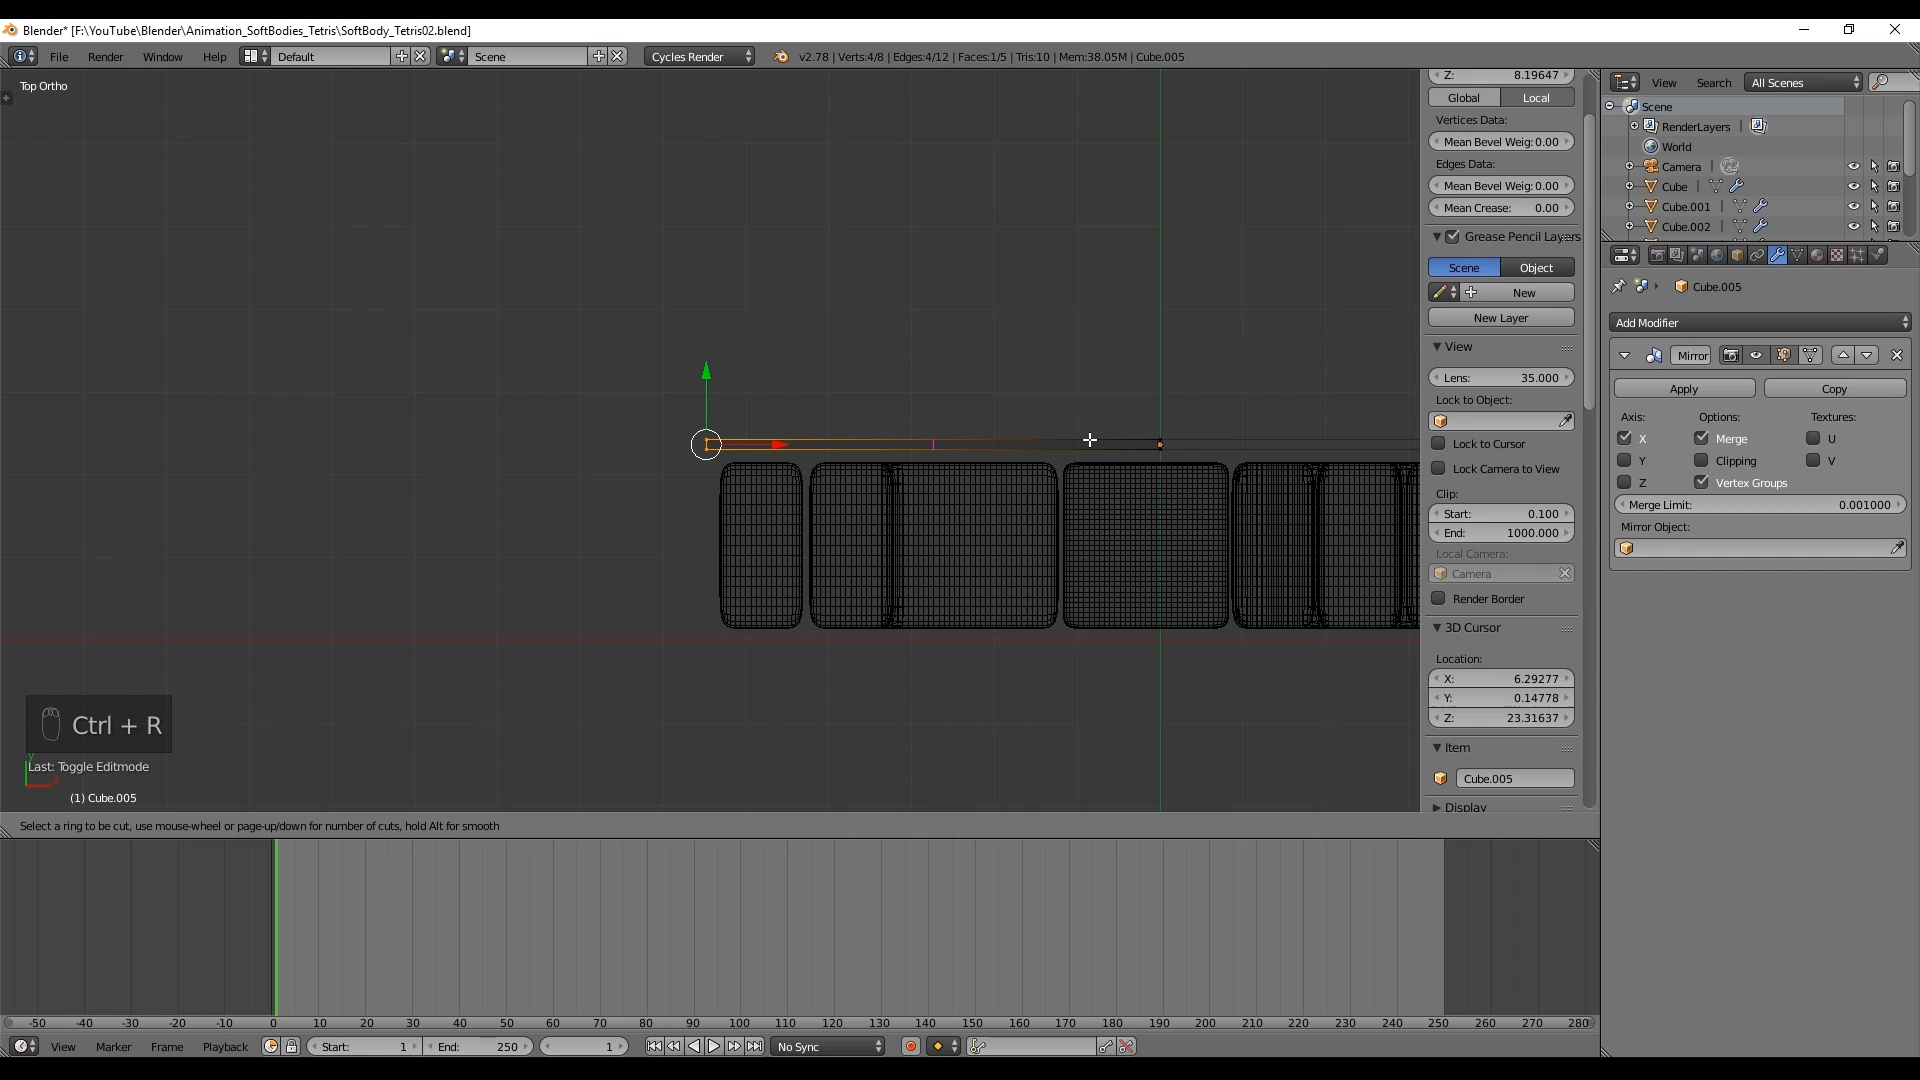 Blender* [F:\YouTube\Blender\Animation_SoftBodies_Tetris\SoftBody_Tetris02.blend]
File Render Window Help Default Scene Cycles Render v2.78 | Verts:4/8 | Edges:4/12 | Faces:1/5 | Tris:10 | Mem:38.05M | Cube.005
Top Ortho
Z: 8.19647
Global Local
Vertices Data:
Mean Bevel Weig: 0.00
Edges Data:
Mean Bevel Weig: 0.00
Mean Crease: 0.00
Grease Pencil Layers
Scene Object
New
New Layer
View
Lens: 35.000
Lock to Object:
Lock to Cursor
Lock Camera to View
Clip:
Start: 0.100
End: 1000.000
Local Camera:
Camera
Render Border
3D Cursor
Location:
X: 6.29277
Y: 0.14778
Z: 23.31637
Item
Cube.005
Display
View Search All Scenes
Scene
RenderLayers
World
Camera
Cube
Cube.001
Cube.002
Cube.005
Add Modifier
Mirror
Apply Copy
Axis: Options: Textures:
X Merge U
Y Clipping V
Z Vertex Groups
Merge Limit: 0.001000
Mirror Object:
Ctrl + R
Last: Toggle Editmode
(1) Cube.005
Select a ring to be cut, use mouse-wheel or page-up/down for number of cuts, hold Alt for smooth
-50 -40 -30 -20 -10 0 10 20 30 40 50 60 70 80 90 100 110 120 130 140 150 160 170 180 190 200 210 220 230 240 250 260 270 280
View Marker Frame Playback Start: 1 End: 250 1 No Sync